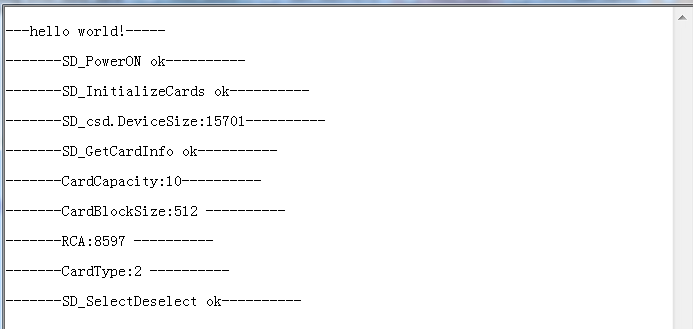 ---hello world!-----
-------SD_PowerON ok----------
-------SD_InitializeCards ok----------
-------SD_csd.DeviceSize:15701----------
-------SD_GetCardInfo ok----------
-------CardCapacity:10----------
-------CardBlockSize:512 ----------
-------RCA:8597 ----------
-------CardType:2 ----------
-------SD_SelectDeselect ok----------